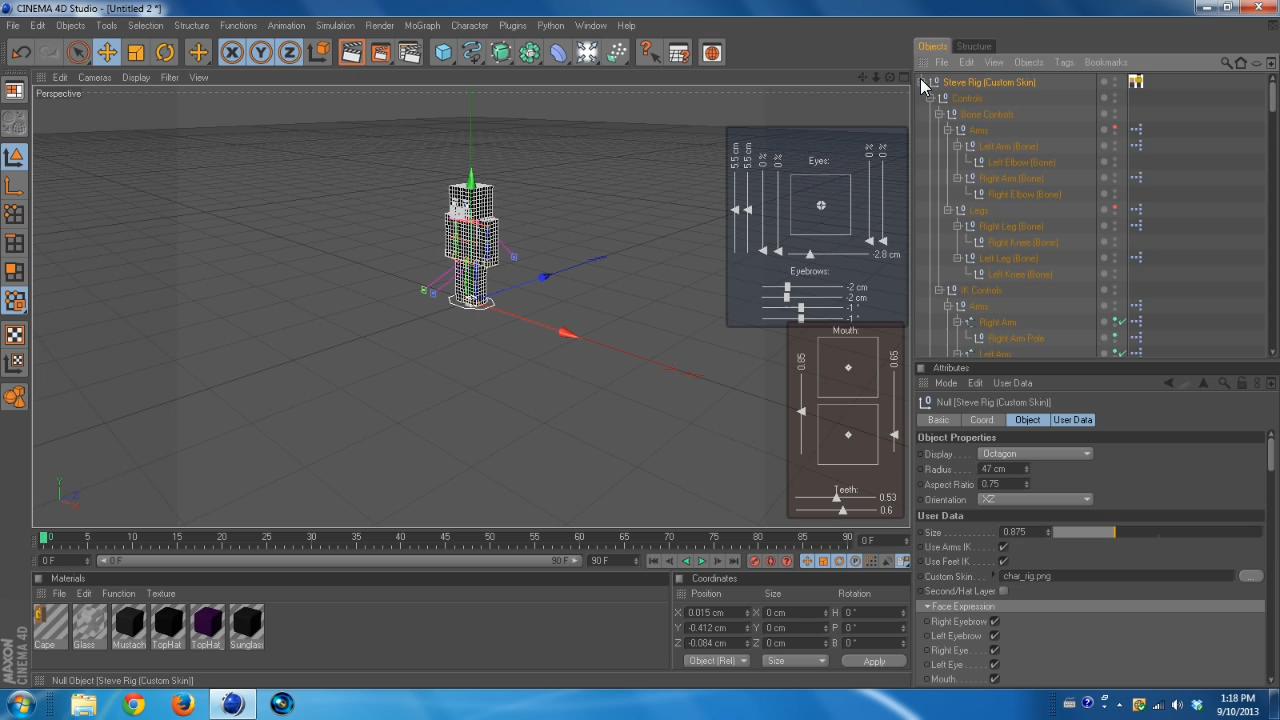 CINEMA 4D Studio - [Untitled 2 *]
File Edit Objects Tools Selection Structure Functions Animation Simulation Render MoGraph Character Plugins Python Window Help
Edit Cameras Display Filter View
Perspective
5.5 cm 5.5 cm 0 % 0 % Eyes: 0 % 0 %
-2.8 cm
Eyebrows:
-2 cm
-2 cm
-1 °
-1 °
Mouth:
0.85 0.65
Teeth:
0.53
0.6
Y Z X
Objects Structure
File Edit View Objects Tags Bookmarks
Steve Rig (Custom Skin)
Controls
Bone Controls
Arms
Left Arm (Bone)
Left Elbow (Bone)
Right Arm (Bone)
Right Elbow (Bone)
Legs
Right Leg (Bone)
Right Knee (Bone)
Left Leg (Bone)
Left Knee (Bone)
IK Controls
Arms
Right Arm
Right Arm Pole
Left Arm
Attributes
Mode Edit User Data
Null [Steve Rig (Custom Skin)]
Basic Coord. Object User Data
Object Properties
Display . . . . Octagon
Radius . . . . 47 cm
Aspect Ratio 0.75
Orientation XZ
User Data
Size 0.875
Use Arms IK
Use Feet IK
Custom Skin char_rig.png ...
Second/Hat Layer
Face Expression
Right Eyebrow
Left Eyebrow
Right Eye
Left Eye
Mouth
0 5 10 15 20 25 30 35 40 45 50 55 60 65 70 75 80 85 90 0 F
0 F 0 F 90 F 90 F
Materials
File Edit Function Texture
Cape Glass Mustach TopHat TopHat_ Sunglass
Coordinates
Position Size Rotation
X 0.015 cm X 0 cm H 0 °
Y -0.412 cm Y 0 cm P 0 °
Z -0.084 cm Z 0 cm B 0 °
Object (Rel) Size Apply
MAXON CINEMA 4D
Null Object [Steve Rig (Custom Skin)]
1:18 PM
9/10/2013